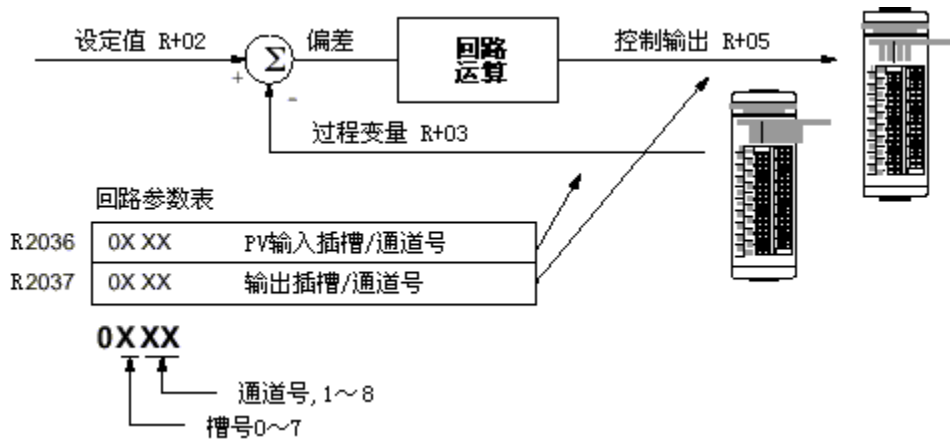 设定值 R+02
Σ
+
-
偏差
回路
运算
控制输出 R+05
过程变量 R+03
回路参数表
R2036 0X XX PV输入插槽/通道号
R2037 0X XX 输出插槽/通道号
0X XX
通道号,1～8
槽号0～7